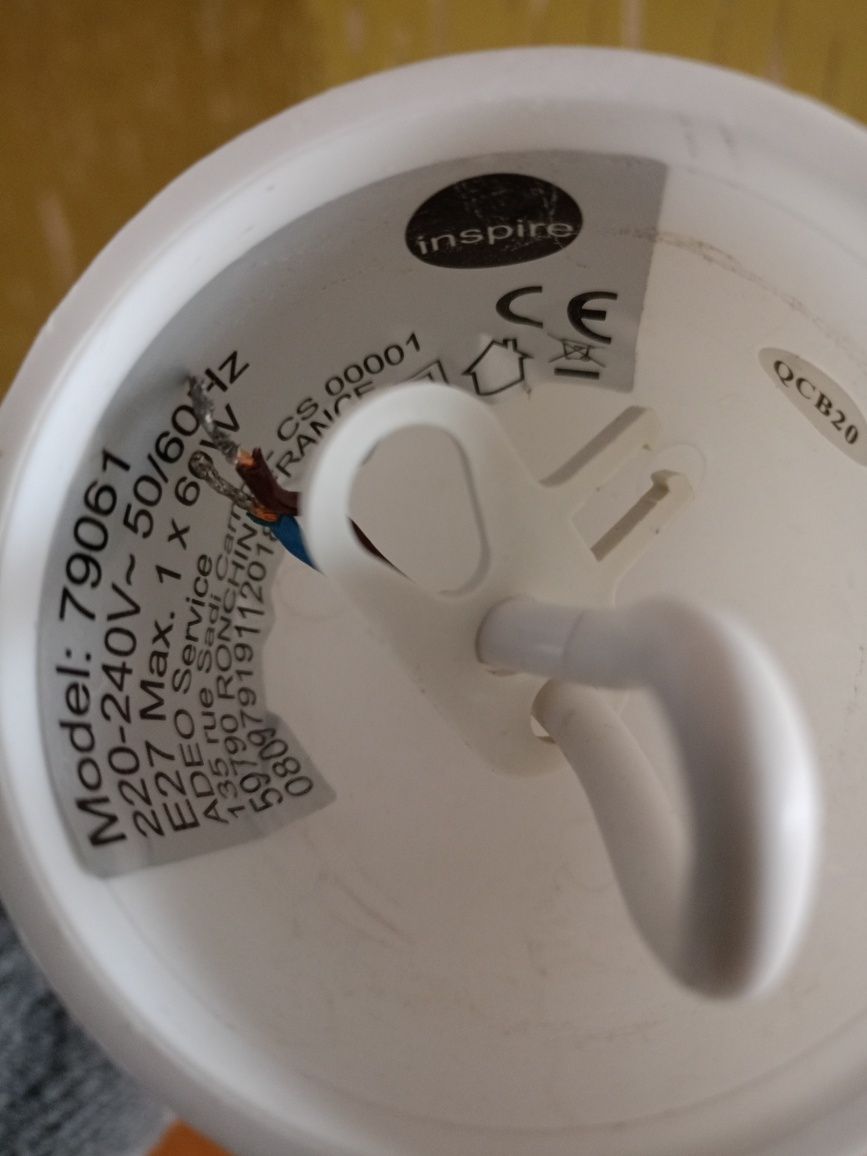 inspire
CE
QCB20
Model: 79061
220-240V~ 50/60Hz
E27 Max. 1 x 60W
ADEO Service
CS 00001
135 rue Sadi
59790 RONCHIN